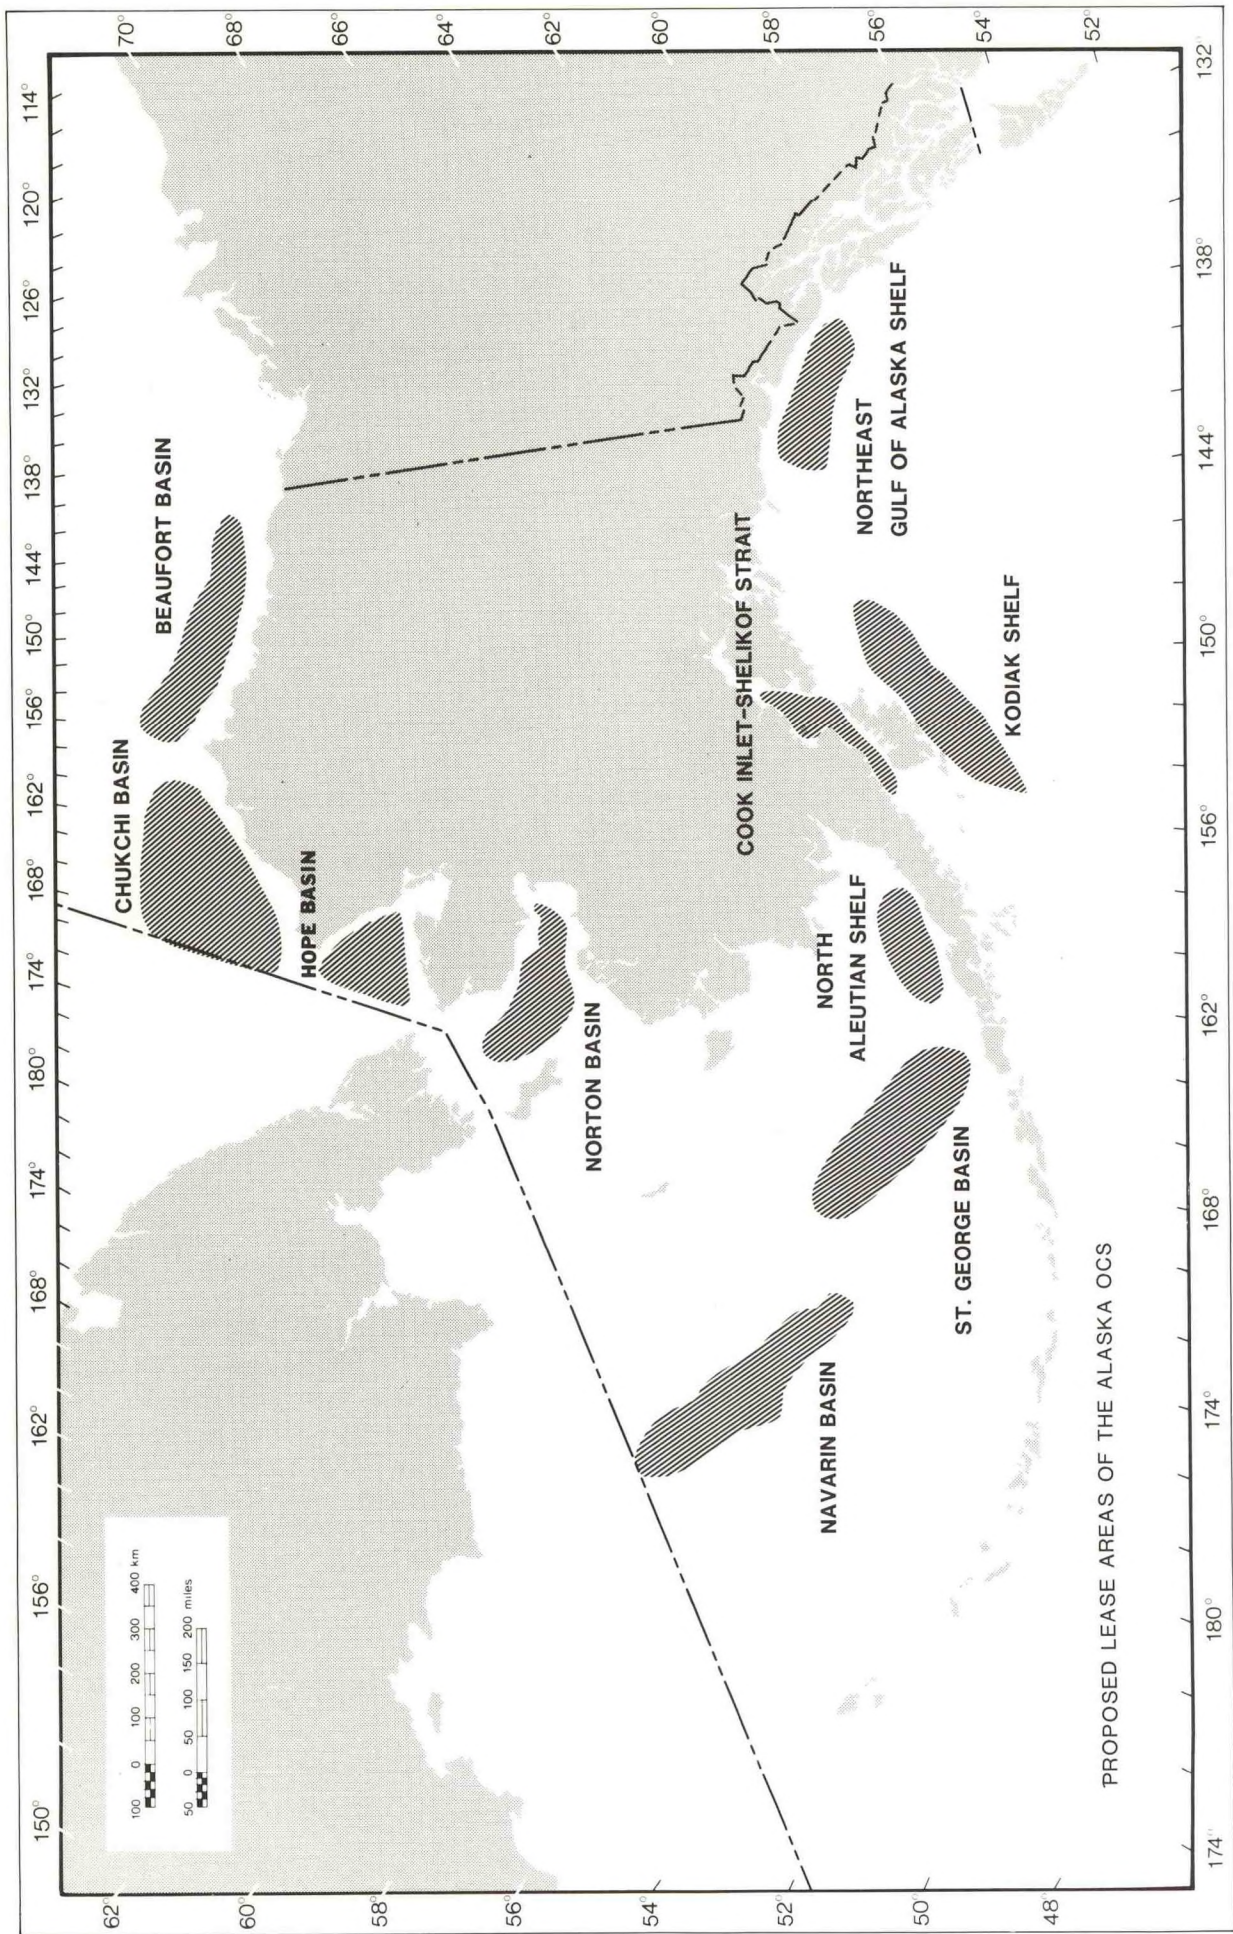 150° 156° 162° 168° 174° 180° 174° 168° 162° 156° 150° 144° 138° 132° 126° 120° 114°
62°
60°
56°
54°
52°
50°
48°
100 0 100 200 300 400 km
50 0 50 100 150 200 miles
CHUKCHI BASIN
BEAUFORT BASIN
HOPE BASIN
NORTON BASIN
NAVARIN BASIN
ST. GEORGE BASIN
NORTH
ALEUTIAN SHELF
COOK INLET-SHELIKOF STRAIT
KODIAK SHELF
NORTHEAST
GULF OF ALASKA SHELF
70°
68°
66°
64°
60°
58°
56°
54°
52°
PROPOSED LEASE AREAS OF THE ALASKA OCS
174° 180° 174° 168° 162° 156° 150° 144° 138° 132°